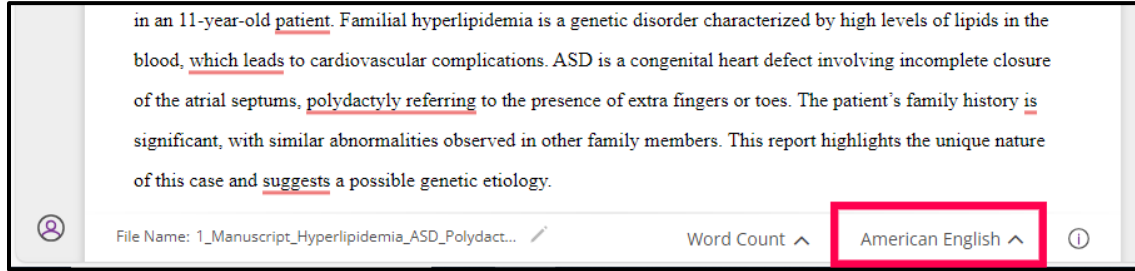 in an 11-year-old patient. Familial hyperlipidemia is a genetic disorder characterized by high levels of lipids in the
blood, which leads to cardiovascular complications. ASD is a congenital heart defect involving incomplete closure
of the atrial septums, polydactyly referring to the presence of extra fingers or toes. The patient’s family history is
significant, with similar abnormalities observed in other family members. This report highlights the unique nature
of this case and suggests a possible genetic etiology.
File Name: 1_Manuscript_Hyperlipidemia_ASD_Polydact... Word Count American English